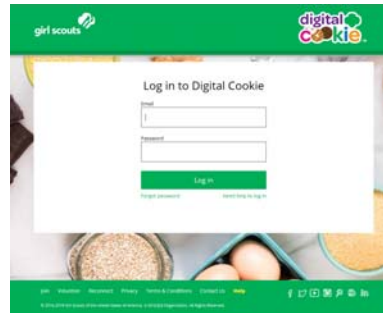 girl scouts
digital
cookie
Log in to Digital Cookie
Email
Password
Log in
Forgot password
Need help to log in
Join Volunteer Reconnect Privacy Terms & Conditions Contact Us Help